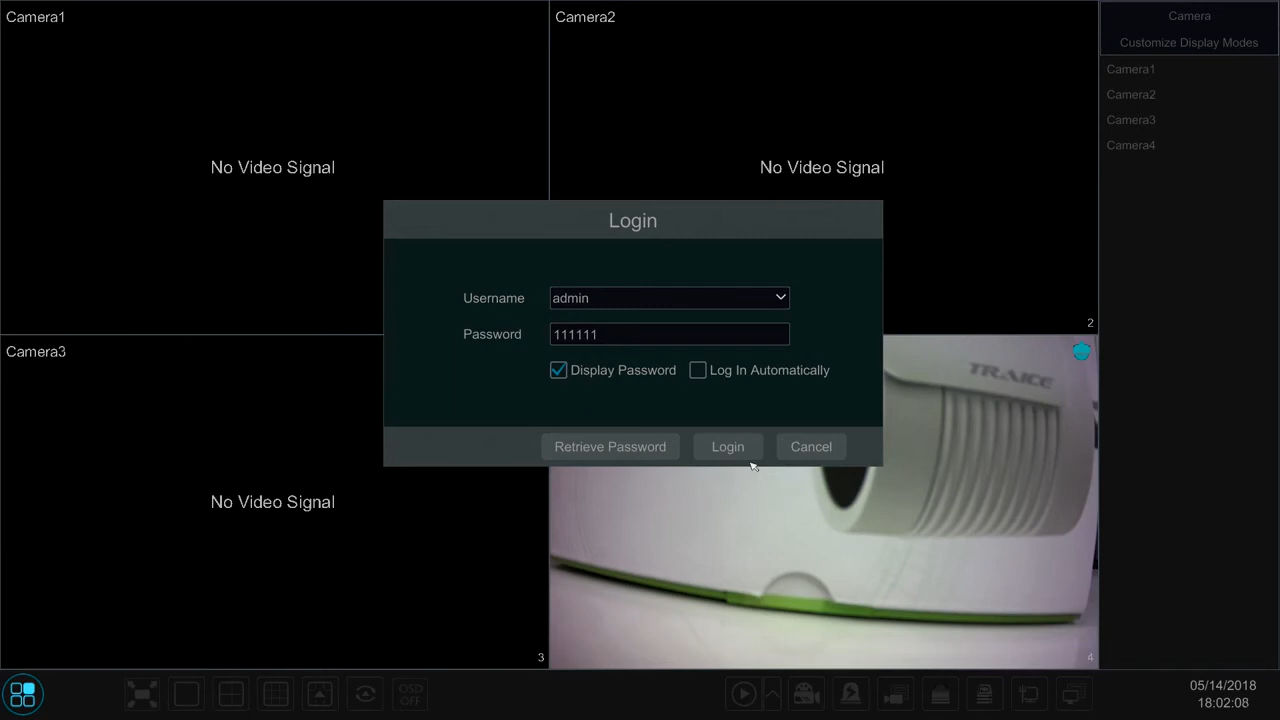 Camera1
Camera2
Camera
Customize Display Modes
Camera1
Camera2
Camera3
Camera4
No Video Signal
No Video Signal
Login
Username admin
Password 111111
Display Password Log In Automatically
Retrieve Password Login Cancel
2
Camera3
TRAICE
No Video Signal
3
4
OSD
OFF
05/14/2018
18:02:08